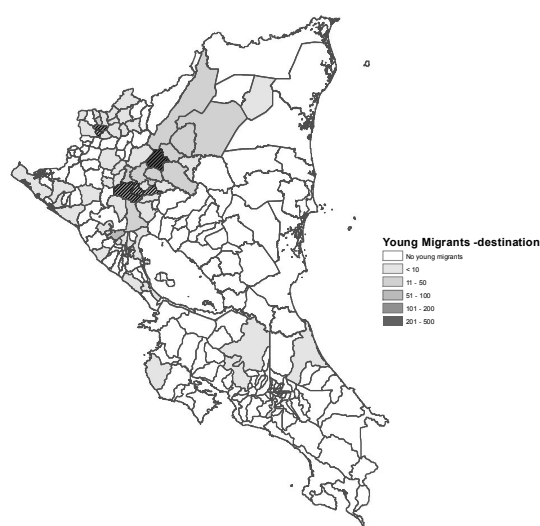 Young Migrants -destination
No young migrants
< 10
11 - 50
51 - 100
101 - 200
201 - 500